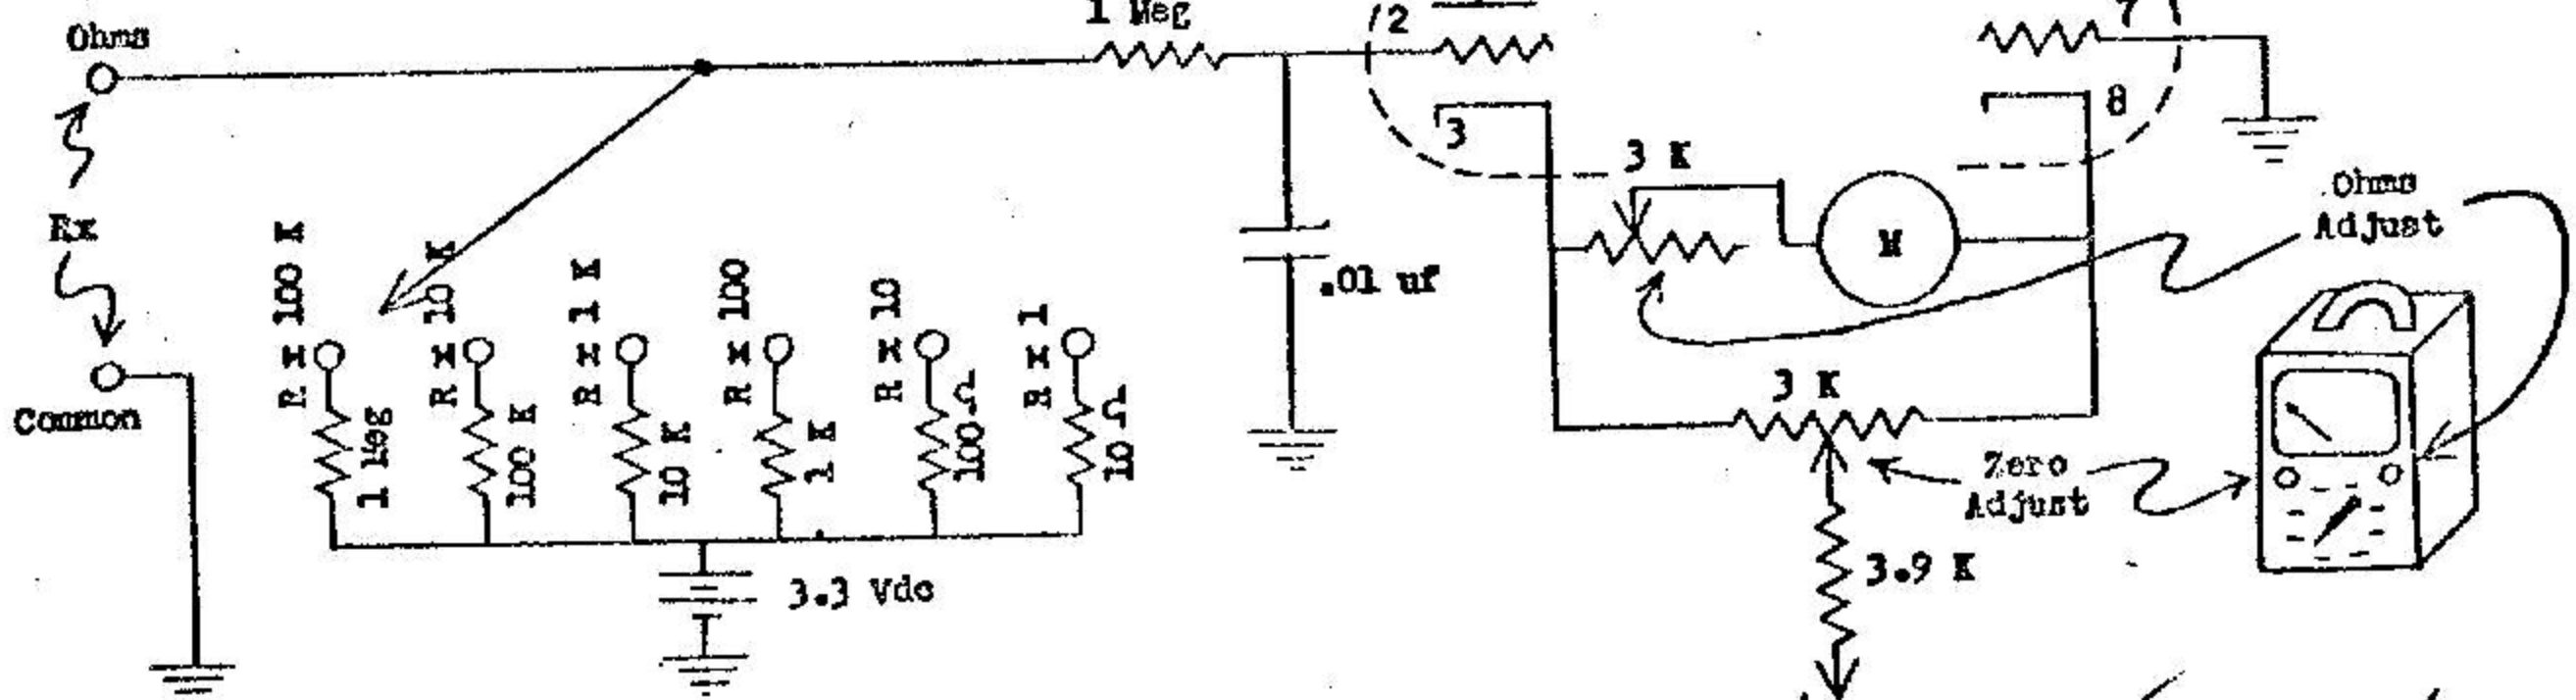 Ohms
1 Meg
2
7
3
8
3 K
Ohms
Adjust
Rx
M
.01 uf
R x 100 K
R x 10 K
R x 1 K
R x 100
R x 10
R x 1
Common
1 Meg
100 K
10 K
1 K
100 Ω
10 Ω
3 K
Zero
Adjust
3.9 K
3.3 Vdc